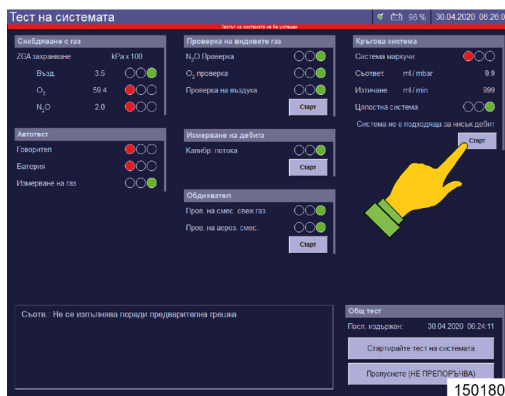 Тест на системата
96 %
30.04.2020 06:26:0
Тестът на системата не бе успешен
Снабдяване с газ
ZGA захранване kPa x 100
Възд. 3.5
O₂ 59.4
N₂O 2.0
Автотест
Говорител
Батерия
Измерване на газ
Проверка на видовете газ
N₂O Проверка
O₂ проверка
Проверка на въздуха
Старт
Измерване на дебита
Калибр. потока
Старт
Обдихвател
Пров. на смес. свеж газ
Пров. на аероз. смес.
Старт
Кръгова система
Система маркучи
Съответ. ml / mbar 9.9
Изтичане ml / min 999
Цялостна система
Система не е подходяща за нисък дебит
Старт
Съотв.: Не се изпълнява поради предварителна грешка
Общ тест
Посл. издържан: 30.04.2020 06:24:11
Стартирайте тест на системата
Пропуснете (НЕ ПРЕПОРЪЧВА)
150180